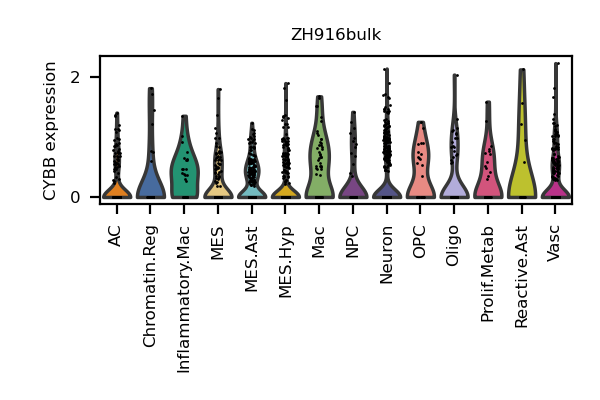 ZH916bulk
CYBB expression
2
0
AC
Chromatin.Reg
Inflammatory.Mac
MES
MES.Ast
MES.Hyp
Mac
NPC
Neuron
OPC
Oligo
Prolif.Metab
Reactive.Ast
Vasc